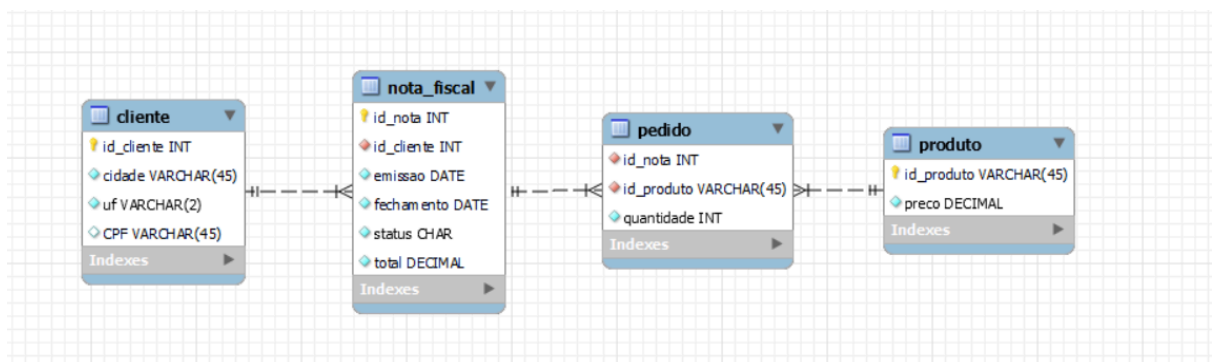 cliente
id_cliente INT
cidade VARCHAR(45)
uf VARCHAR(2)
CPF VARCHAR(45)
Indexes
nota_fiscal
id_nota INT
id_cliente INT
emissao DATE
fechamento DATE
status CHAR
total DECIMAL
Indexes
pedido
id_nota INT
id_produto VARCHAR(45)
quantidade INT
Indexes
produto
id_produto VARCHAR(45)
preco DECIMAL
Indexes